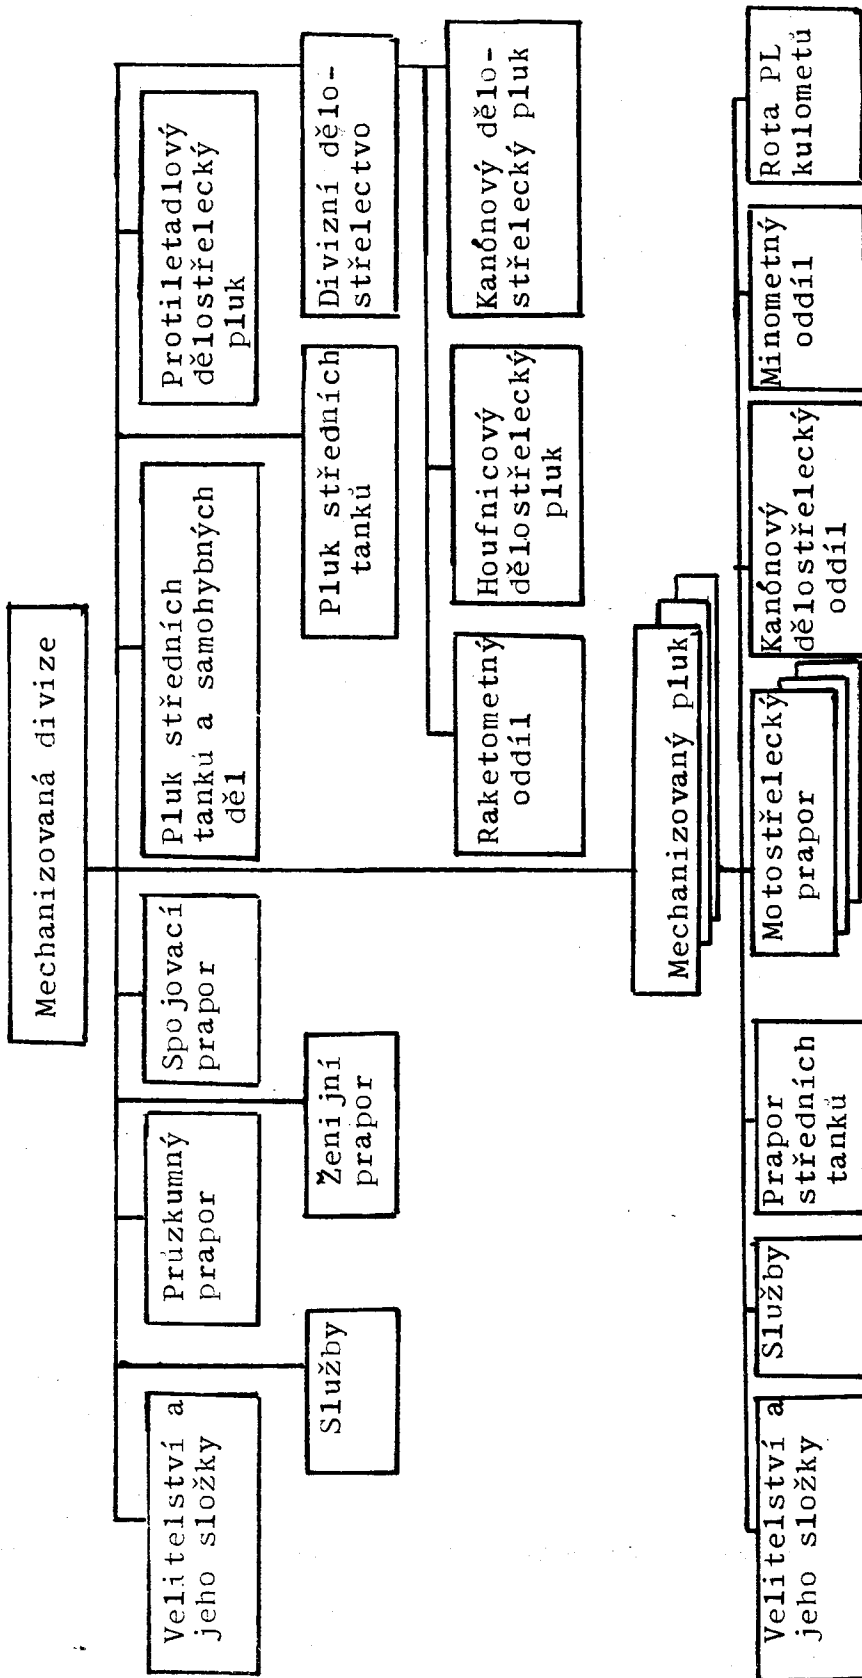 Mechanizovaná divize
Velitelství a
jeho složky
Průzkumný
prapor
Spojovací
prapor
Pluk středních
tanků a samohybných
děl
Protiletadlový
dělostřelecký
pluk
Služby
Ženijní
prapor
Pluk středních
tanků
Divizní dělo-
střelectvo
Raketometný
oddíl
Houfnicový
dělostřelecký
pluk
Kanónový dělo-
střelecký pluk
Mechanizovaný pluk
Velitelství a
jeho složky
Služby
Prapor
středních
tanků
Motostřelecký
prapor
Kanónový
dělostřelecký
oddíl
Minometný
oddíl
Rota PL
kulometů